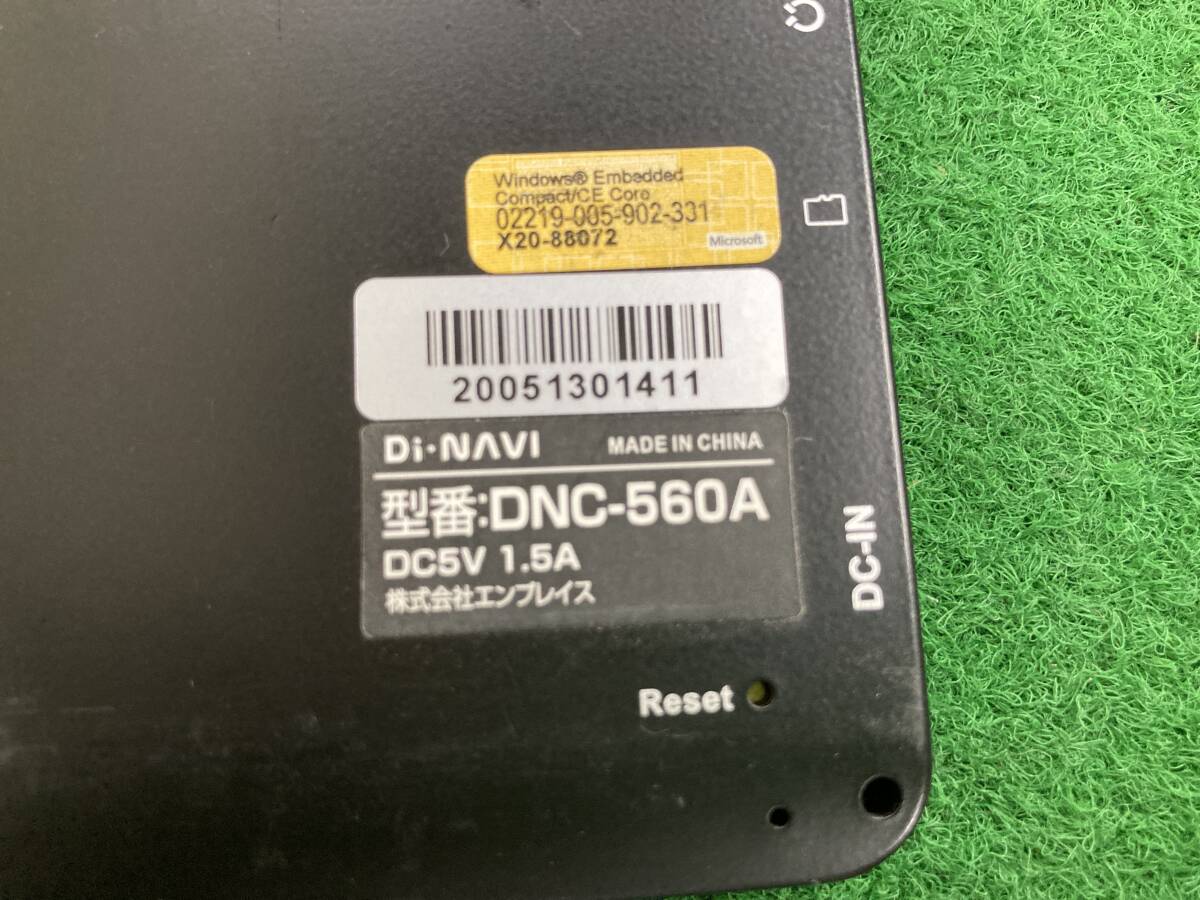 Windows® Embedded
Compact/CE Core
02219-005-902-331
X20-88072
Microsoft
20051301411
Di･NAVI MADE IN CHINA
型番:DNC-560A
DC5V 1.5A
株式会社エンプレイス
DC-IN
Reset